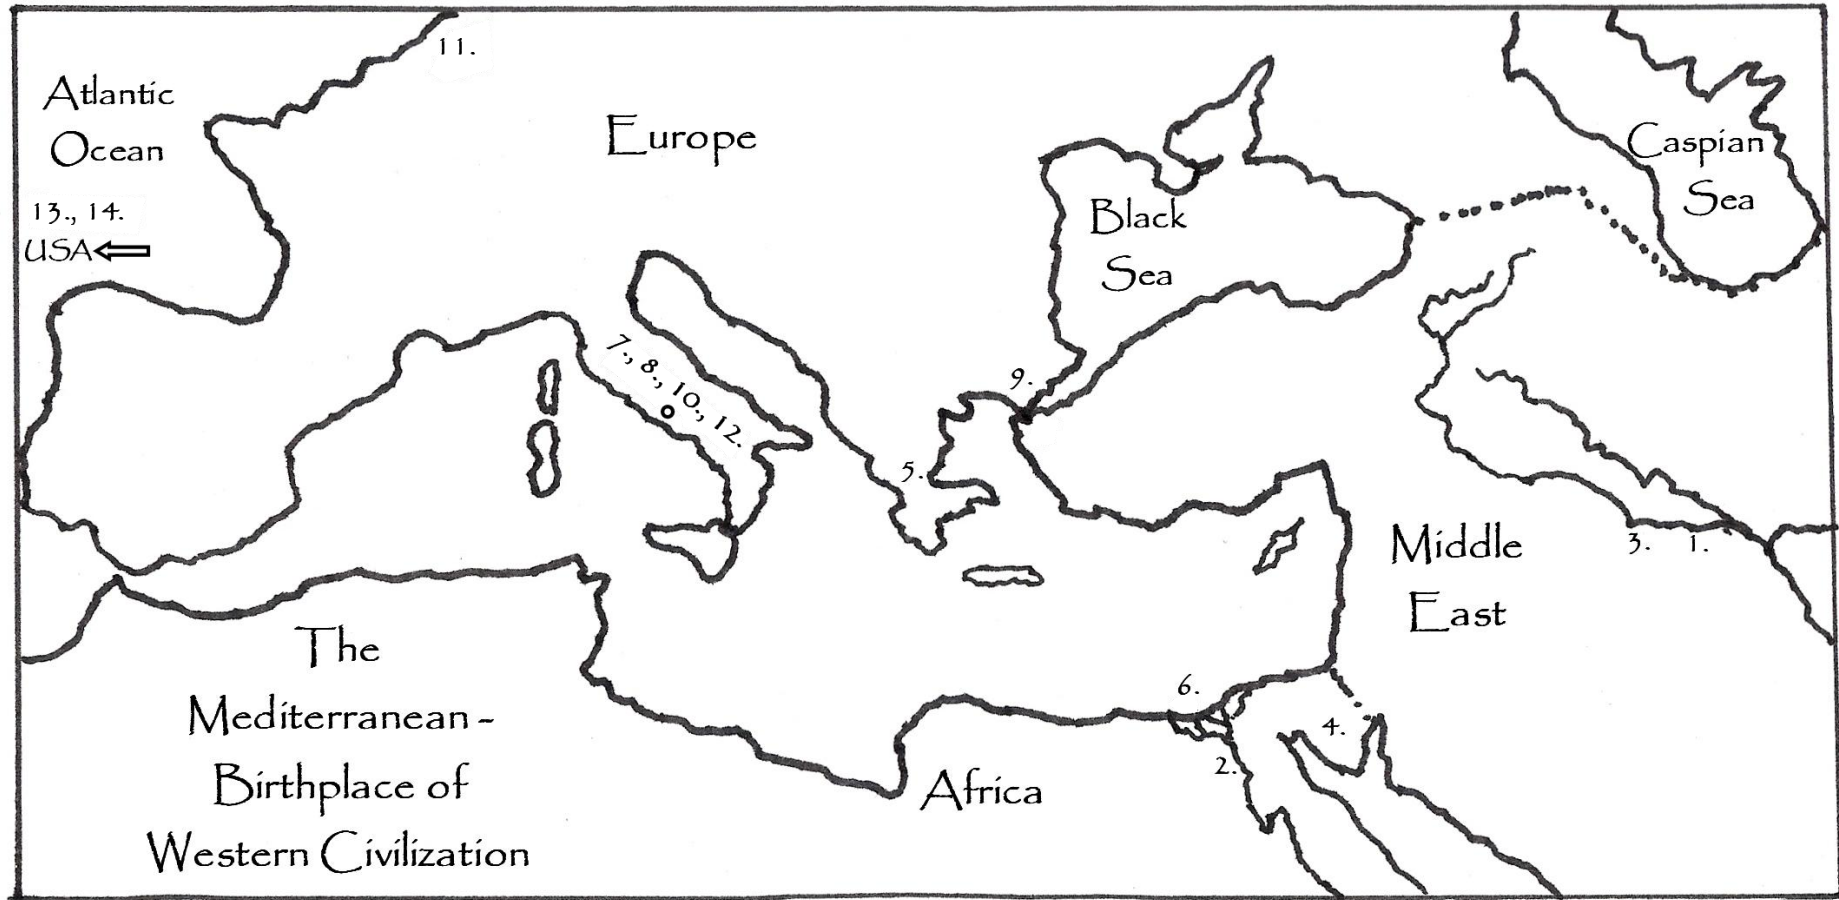 11.
Atlantic
Ocean
Europe
Caspian
Sea
13., 14.
USA
Black
Sea
7., 8., 10., 12.
9.
5.
3. 1.
Middle
East
The
Mediterranean -
Birthplace of
Western Civilization
6.
4.
2.
Africa